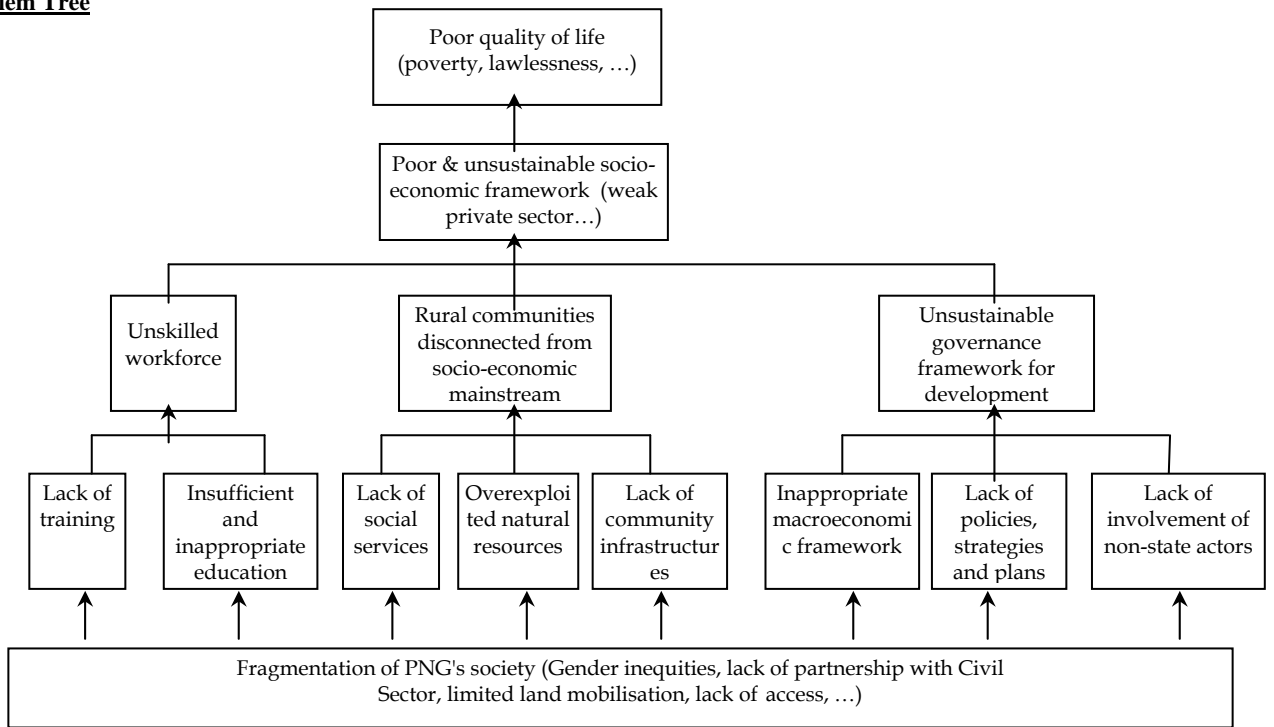 lem Tree
Poor quality of life
(poverty, lawlessness, …)
Poor & unsustainable socio-
economic framework (weak
private sector…)
Unskilled
workforce
Rural communities
disconnected from
socio-economic
mainstream
Unsustainable
governance
framework for
development
Lack of
training
Insufficient
and
inappropriate
education
Lack of
social
services
Overexploi
ted natural
resources
Lack of
community
infrastructur
es
Inappropriate
macroeconomi
c framework
Lack of
policies,
strategies
and plans
Lack of
involvement of
non-state actors
Fragmentation of PNG's society (Gender inequities, lack of partnership with Civil
Sector, limited land mobilisation, lack of access, …)